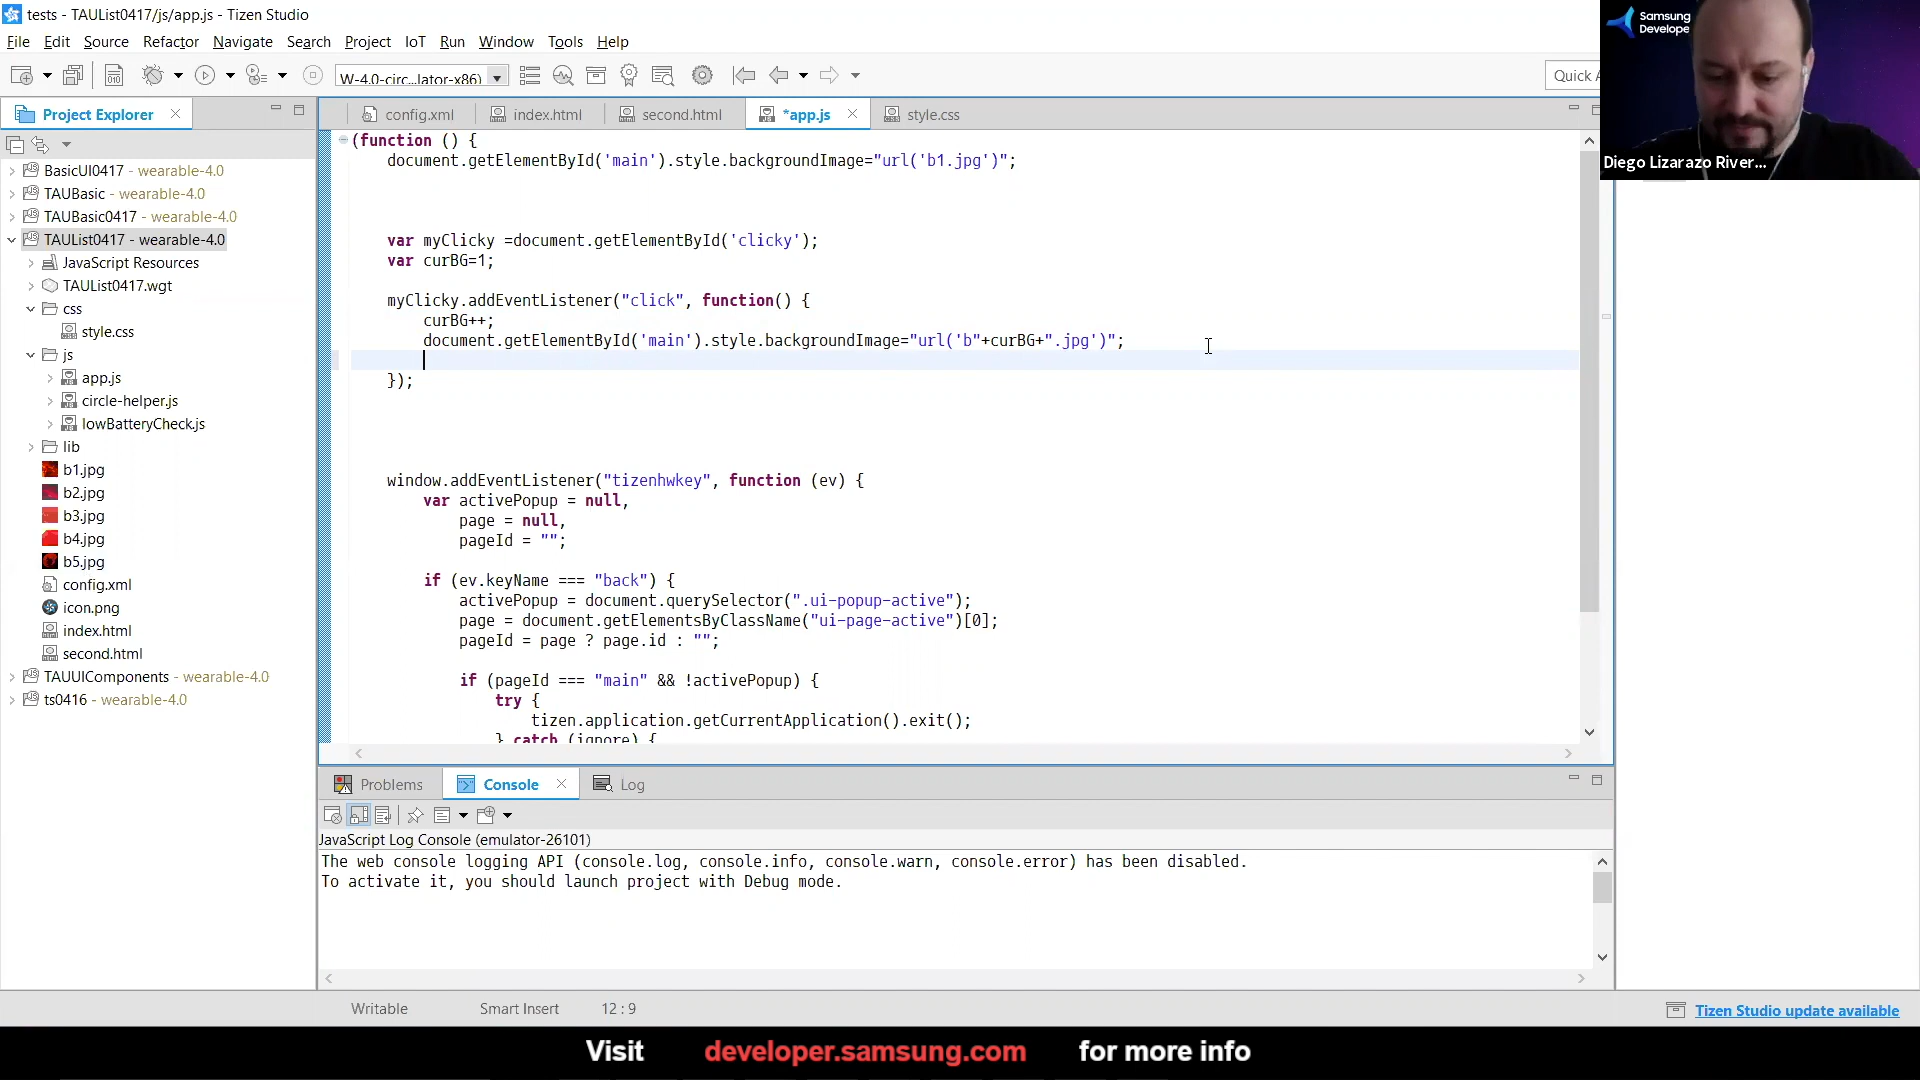 tests - TAUList0417/js/app.js - Tizen Studio
File Edit Source Refactor Navigate Search Project IoT Run Window Tools Help
W-4.0-circ...lator-x86)
Quick A
Samsung
Develope
Diego Lizarazo River...
Project Explorer
config.xml index.html second.html *app.js style.css
BasicUI0417 - wearable-4.0
TAUBasic - wearable-4.0
TAUBasic0417 - wearable-4.0
TAUList0417 - wearable-4.0
JavaScript Resources
TAUList0417.wgt
css
style.css
js
app.js
circle-helper.js
lowBatteryCheck.js
lib
b1.jpg
b2.jpg
b3.jpg
b4.jpg
b5.jpg
config.xml
icon.png
index.html
second.html
TAUUIComponents - wearable-4.0
ts0416 - wearable-4.0
(function () {
document.getElementById('main').style.backgroundImage="url('b1.jpg')";
var myClicky =document.getElementById('clicky');
var curBG=1;
myClicky.addEventListener("click", function() {
curBG++;
document.getElementById('main').style.backgroundImage="url('b"+curBG+".jpg')";
});
window.addEventListener("tizenhwkey", function (ev) {
var activePopup = null,
page = null,
pageId = "";
if (ev.keyName === "back") {
activePopup = document.querySelector(".ui-popup-active");
page = document.getElementsByClassName("ui-page-active")[0];
pageId = page ? page.id : "";
if (pageId === "main" && !activePopup) {
try {
tizen.application.getCurrentApplication().exit();
} catch (ignore) {
Problems Console Log
JavaScript Log Console (emulator-26101)
The web console logging API (console.log, console.info, console.warn, console.error) has been disabled.
To activate it, you should launch project with Debug mode.
Writable Smart Insert 12 : 9
Tizen Studio update available
Visit developer.samsung.com for more info